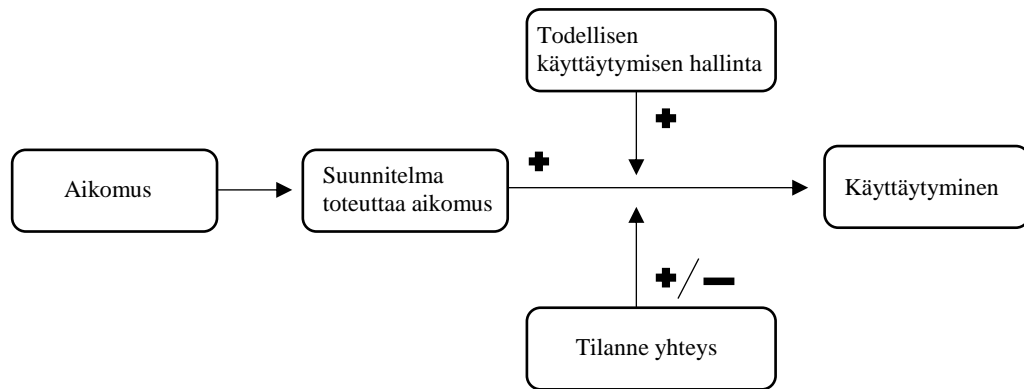 Todellisen
käyttäytymisen hallinta
Aikomus
Suunnitelma
toteuttaa aikomus
Käyttäytyminen
Tilanne yhteys